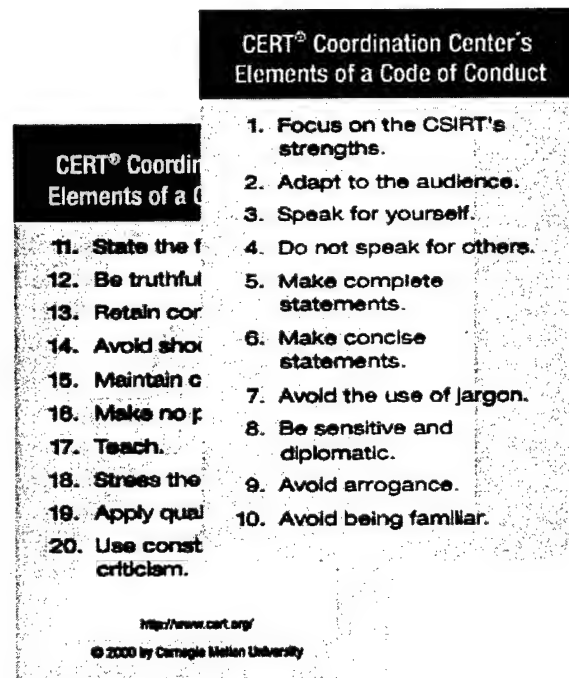 CERT® Coordination Center's
Elements of a Code of Conduct
1. Focus on the CSIRT's
strengths.
2. Adapt to the audience.
3. Speak for yourself.
4. Do not speak for others.
5. Make complete
statements.
6. Make concise
statements.
7. Avoid the use of jargon.
8. Be sensitive and
diplomatic.
9. Avoid arrogance.
10. Avoid being familiar.
CERT® Coordin
Elements of a C
11. State the f
12. Be truthful
13. Retain con
14. Avoid shou
15. Maintain c
16. Make no p
17. Teach.
18. Stress the
19. Apply qual
20. Use const
criticism.
http://www.cert.org/
© 2000 by Carnegie Mellon University